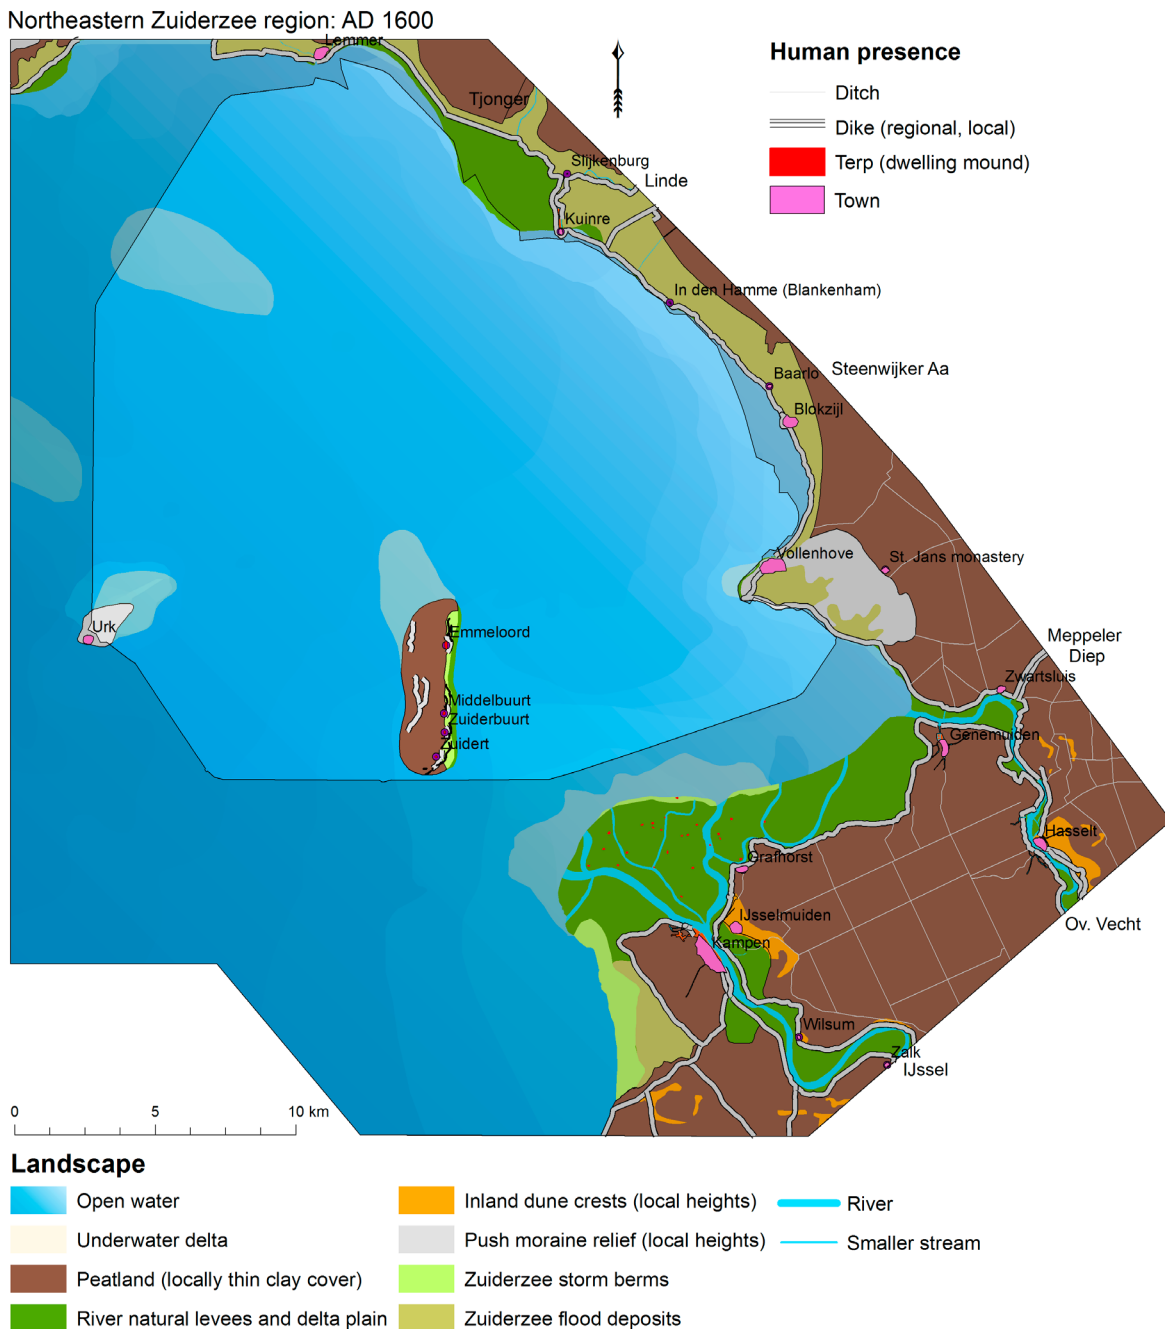 Northeastern Zuiderzee region: AD 1600
Lemmer
Human presence
Ditch
Dike (regional, local)
Terp (dwelling mound)
Town
Tjonger
Slijkenburg
Linde
Kuinre
In den Hamme (Blankenham)
Baarlo
Steenwijker Aa
Blokzijl
Vollenhove
St. Jans monastery
Urk
Emmeloord
Meppeler
Diep
Zwartsluis
Middelbuurt
Zuiderbuurt
Zuidert
Genemuiden
Hasselt
Grafhorst
IJsselmuiden
Ov. Vecht
Kampen
Wilsum
Zalk
IJssel
0 5 10 km
Landscape
Open water
Underwater delta
Peatland (locally thin clay cover)
River natural levees and delta plain
Inland dune crests (local heights)
Push moraine relief (local heights)
Zuiderzee storm berms
Zuiderzee flood deposits
River
Smaller stream